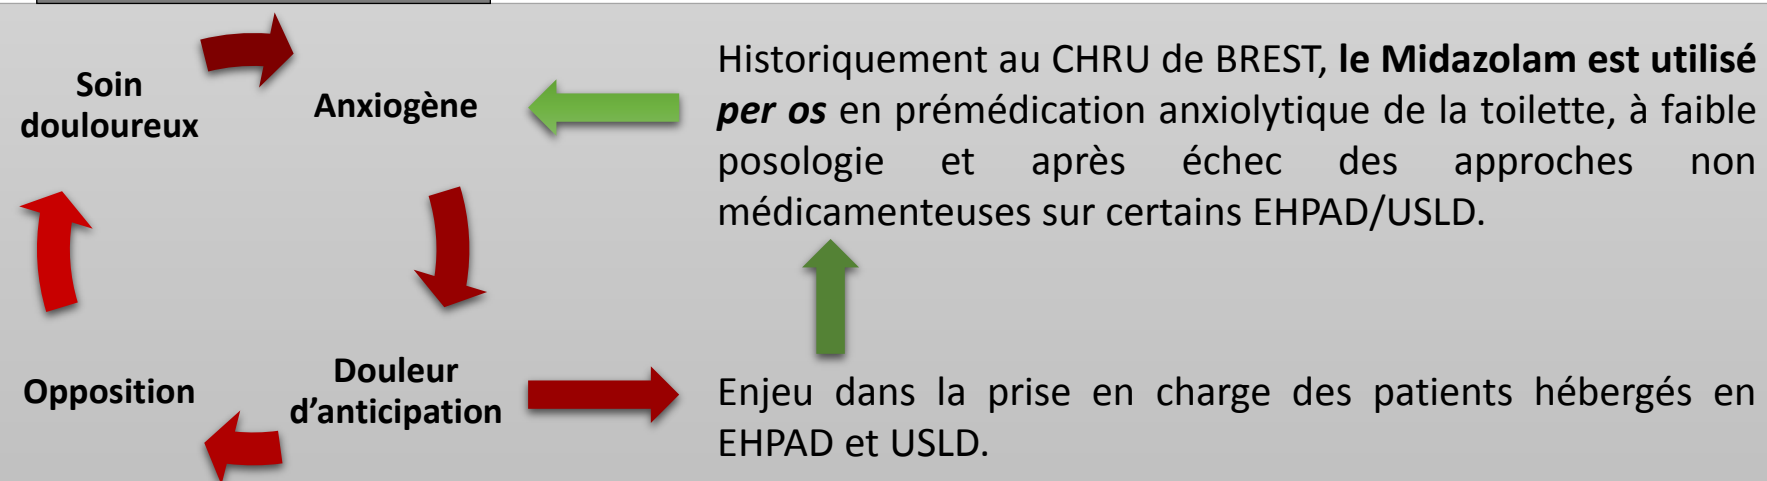 Soin
douloureux
Anxiogène
Historiquement au CHRU de BREST, le Midazolam est utilisé
per os en prémédication anxiolytique de la toilette, à faible
posologie et après échec des approches non
médicamenteuses sur certains EHPAD/USLD.
Opposition
Douleur
d’anticipation
Enjeu dans la prise en charge des patients hébergés en
EHPAD et USLD.